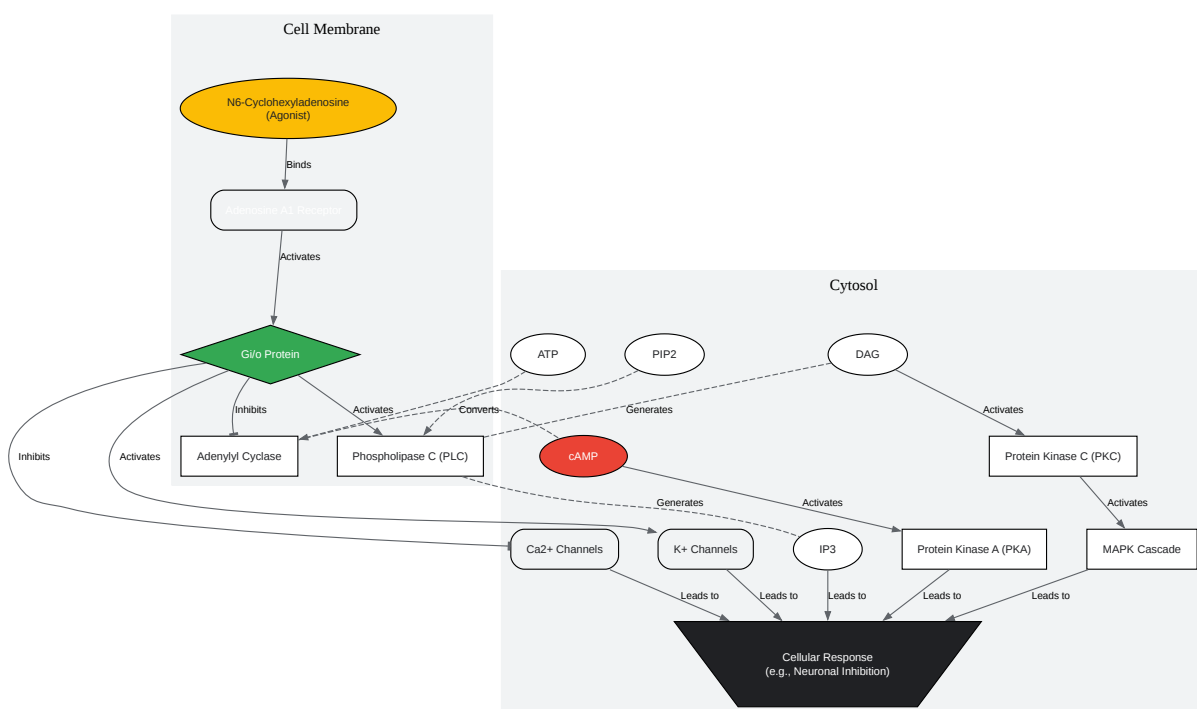 Cell Membrane
N6-Cyclohexyladenosine
(Agonist)
Binds
Adenosine A1 Receptor
Activates
Cytosol
Gi/o Protein
ATP
PIP2
DAG
Inhibits
Activates
Converts
Generates
Activates
Inhibits
Activates
Adenylyl Cyclase
Phospholipase C (PLC)
cAMP
Protein Kinase C (PKC)
Generates
Activates
Activates
Ca2+ Channels
K+ Channels
IP3
Protein Kinase A (PKA)
MAPK Cascade
Leads to
Leads to
Leads to
Leads to
Leads to
Cellular Response
(e.g., Neuronal Inhibition)